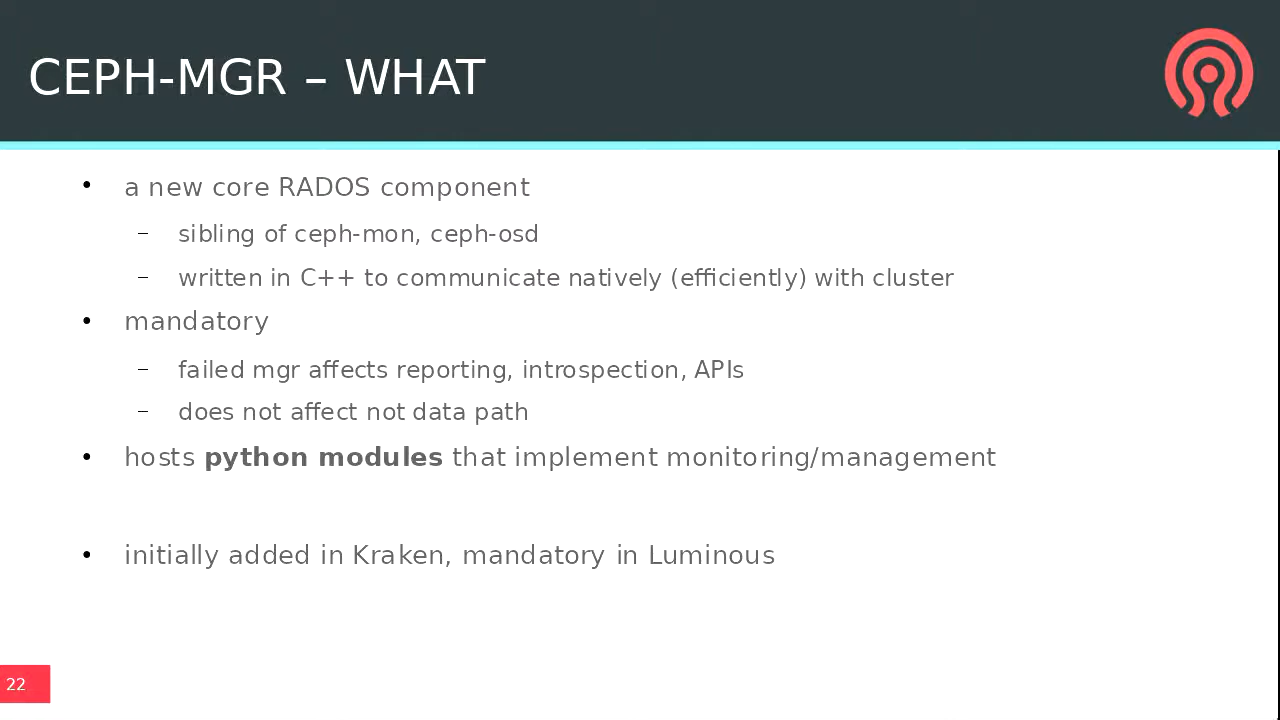 CEPH-MGR – WHAT
• a new core RADOS component
– sibling of ceph-mon, ceph-osd
– written in C++ to communicate natively (efficiently) with cluster
• mandatory
– failed mgr affects reporting, introspection, APIs
– does not affect not data path
• hosts python modules that implement monitoring/management
• initially added in Kraken, mandatory in Luminous
22